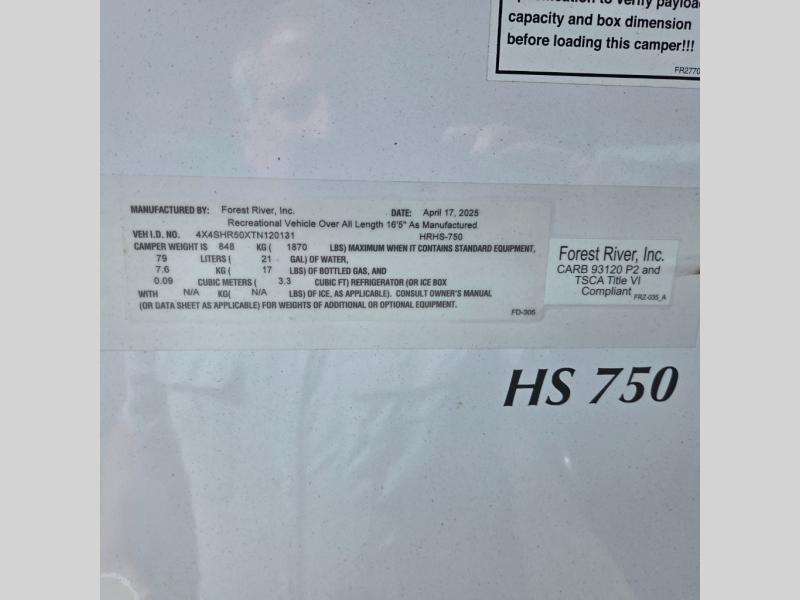 to verify payload
capacity and box dimension
before loading this camper!!!
FR2770
MANUFACTURED BY: Forest River, Inc. DATE: April 17, 2025
Recreational Vehicle Over All Length 16'5" As Manufactured
VEH I.D. NO. 4X4SHR50XTN120131 HRHS-750
CAMPER WEIGHT IS 848 KG ( 1870 LBS) MAXIMUM WHEN IT CONTAINS STANDARD EQUIPMENT,
79 LITERS ( 21 GAL) OF WATER,
7.6 KG ( 17 LBS) OF BOTTLED GAS, AND
0.09 CUBIC METERS ( 3.3 CUBIC FT) REFRIGERATOR (OR ICE BOX
WITH N/A KG( N/A LBS) OF ICE, AS APPLICABLE). CONSULT OWNER'S MANUAL
(OR DATA SHEET AS APPLICABLE) FOR WEIGHTS OF ADDITIONAL OR OPTIONAL EQUIPMENT.
FD-306
Forest River, Inc.
CARB 93120 P2 and
TSCA Title VI
Compliant
FRZ-035_A
HS 750